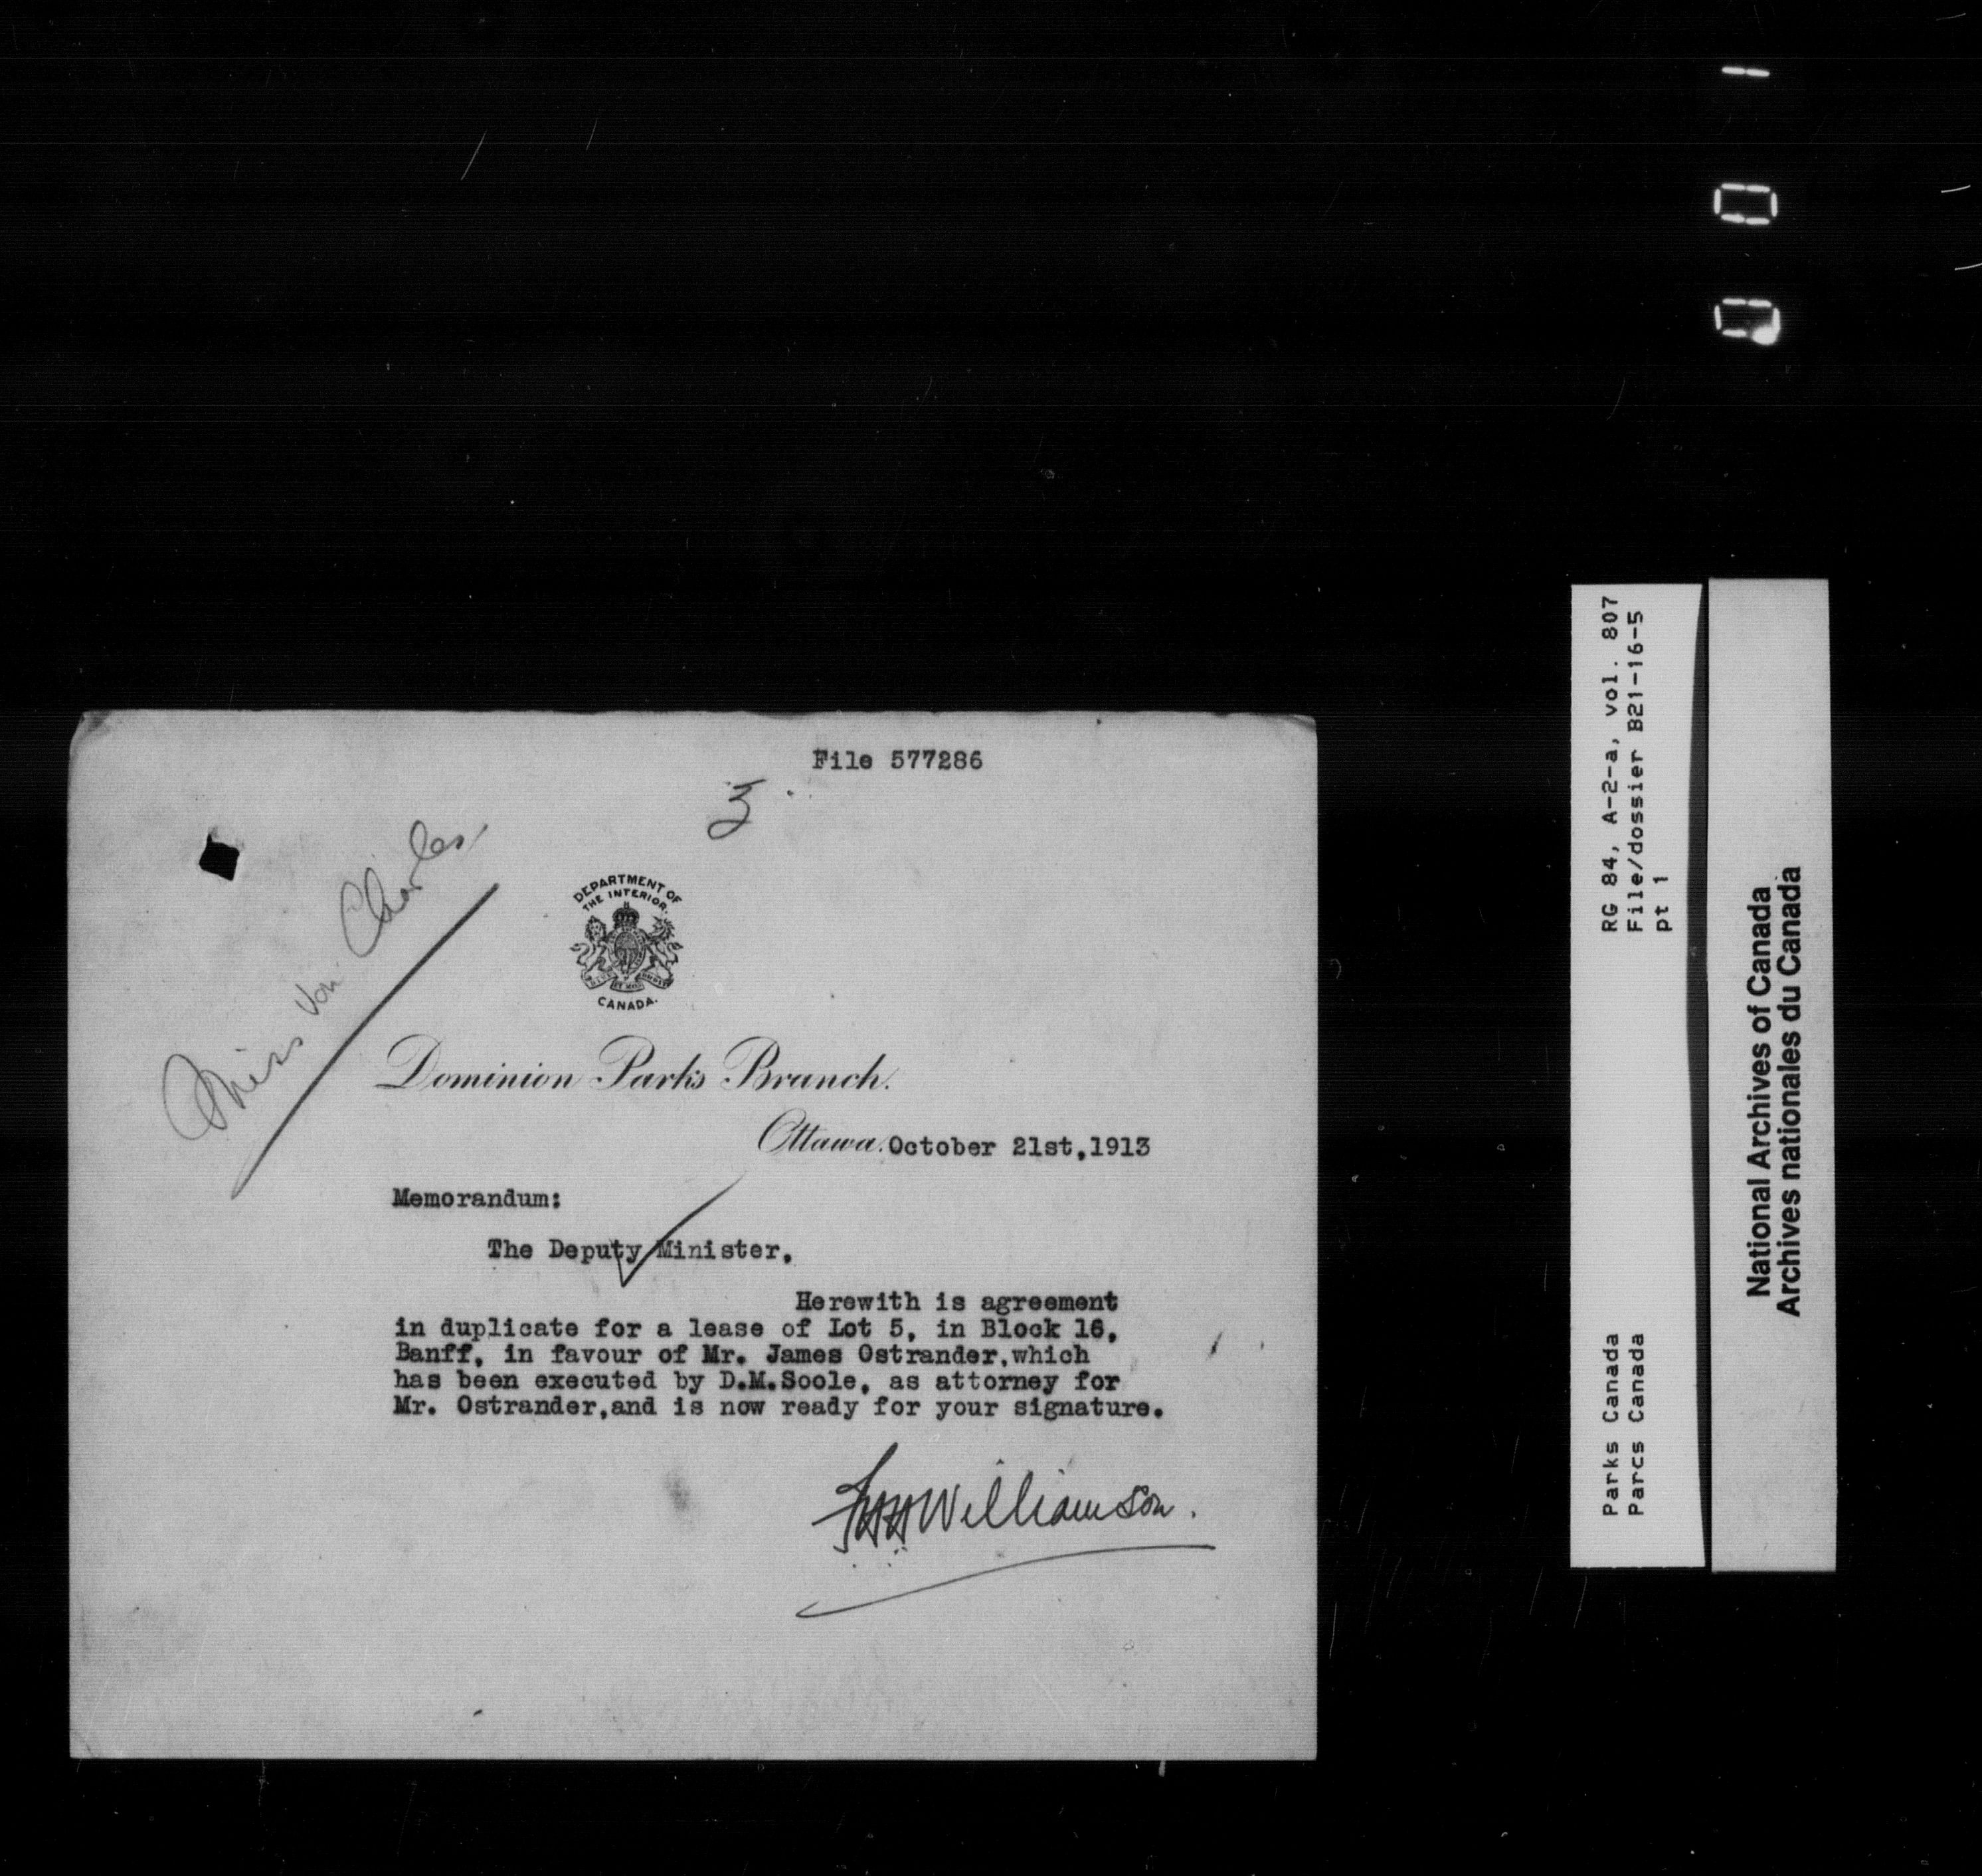 File 577286
3
Miss Von Charles
DEPARTMENT OF
THE INTERIOR.
CANADA.
Dominion Parks Branch.
Ottawa. October 21st, 1913
Memorandum:
The Deputy Minister.
Herewith is agreement
in duplicate for a lease of Lot 5, in Block 16,
Banff, in favour of Mr. James Ostrander,which
has been executed by D.M.Soole, as attorney for
Mr. Ostrander,and is now ready for your signature.
Williamson.
RG 84, A-2-a, vol. 807
File/dossier B21-16-5
pt 1
Parks Canada
Parcs Canada
National Archives of Canada
Archives nationales du Canada